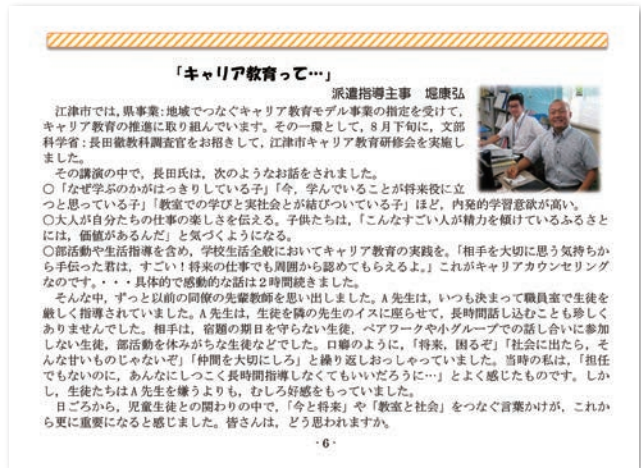 「キャリア教育って…」
派遣指導主事　堀康弘
江津市では，県事業：地域でつなぐキャリア教育モデル事業の指定を受けて，
キャリア教育の推進に取り組んでいます。その一環として，８月下旬に，文部
科学省：長田徹教科調査官をお招きして，江津市キャリア教育研修会を実施し
ました。
その講演の中で，長田氏は，次のようなお話をされました。
○「なぜ学ぶのかがはっきりしている子」「今，学んでいることが将来役に立
つと思っている子」「教室での学びと実社会とが結びついている子」ほど，内発的学習意欲が高い。
○大人が自分たちの仕事の楽しさを伝える。子供たちは，「こんなすごい人が精力を傾けているふるさと
には，価値があるんだ」と気づくようになる。
○部活動や生活指導を含め，学校生活全般においてキャリア教育の実践を。「相手を大切に思う気持ちか
ら手伝った君は，すごい！将来の仕事でも周囲から認めてもらえるよ。」これがキャリアカウンセリング
なのです。・・・具体的で感動的な話は２時間続きました。
そんな中，ずっと以前の同僚の先輩教師を思い出しました。Ａ先生は，いつも決まって職員室で生徒を
厳しく指導されていました。Ａ先生は，生徒を隣の先生のイスに座らせて，長時間話し込むことも珍しく
ありませんでした。相手は，宿題の期日を守らない生徒，ペアワークや小グループでの話し合いに参加
しない生徒，部活動を休みがちな生徒などでした。口癖のように，「将来，困るぞ」「社会に出たら，そ
んな甘いものじゃないぞ」「仲間を大切にしろ」と繰り返しおっしゃっていました。当時の私は，「担任
でもないのに，あんなにしつこく長時間指導しなくてもいいだろうに…」とよく感じたものです。しか
し，生徒たちはＡ先生を嫌うよりも，むしろ好感をもっていました。
日ごろから，児童生徒との関わりの中で，「今と将来」や「教室と社会」をつなぐ言葉かけが，これか
ら更に重要になると感じました。皆さんは，どう思われますか。
- 6 -